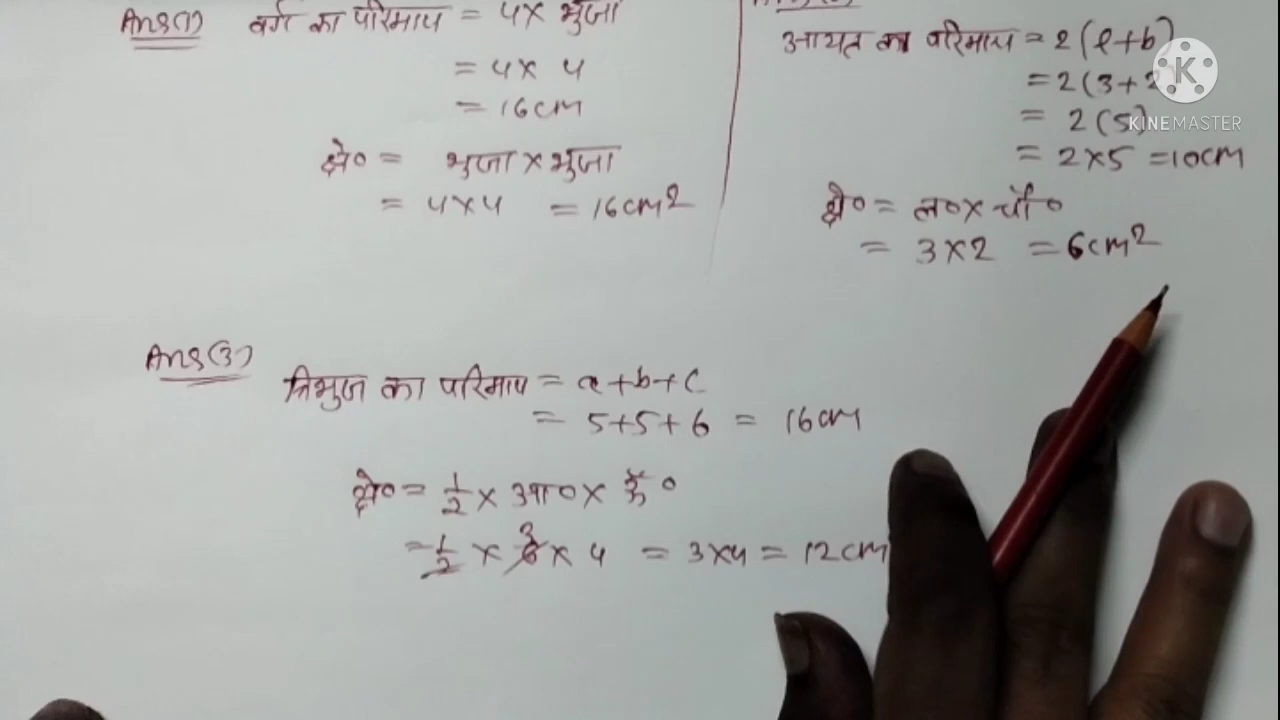 Ans(1) वर्ग का परिमाप = 4× भुजा
= 4× 4
= 16cm
क्षे० = भुजा × भुजा
= 4×4 = 16cm²
आयत का परिमाप = 2(l+b)
= 2(3+2
= 2(5)
= 2×5 =10cm
क्षे० = ल०× चौ०
= 3×2 = 6cm²
K
KINEMASTER
Ans(3)
त्रिभुज का परिमाप = a+b+c
= 5+5+6 = 16cm
क्षे० = 1/2 × आ०× ऊँ०
= 1/2 × 6 3 × 4 = 3×4 = 12cm